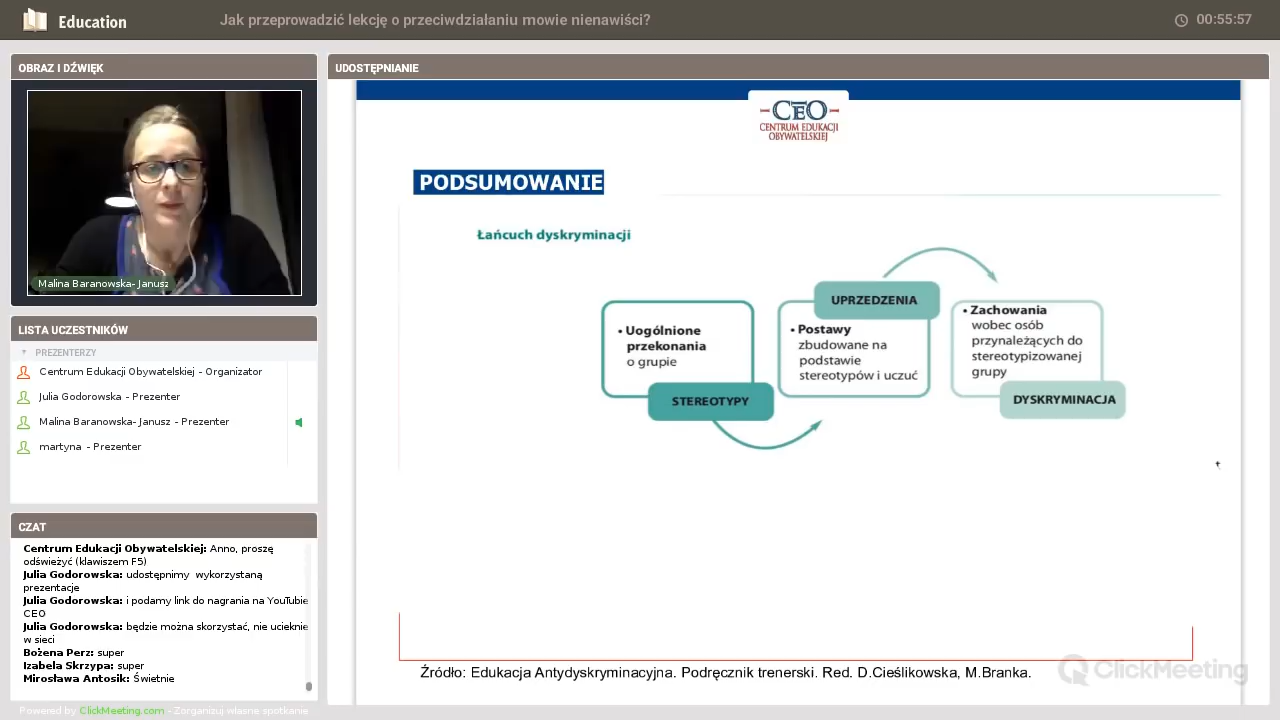 Education
Jak przeprowadzić lekcję o przeciwdziałaniu mowie nienawiści?
00:55:57
OBRAZ I DŹWIĘK
Malina Baranowska- Janusz
LISTA UCZESTNIKÓW
PREZENTERZY
Centrum Edukacji Obywatelskiej - Organizator
Julia Godorowska - Prezenter
Malina Baranowska- Janusz - Prezenter
martyna - Prezenter
CZAT
Centrum Edukacji Obywatelskiej: Anno, proszę
odświeżyć (klawiszem F5)
Julia Godorowska: udostępnimy wykorzystaną
prezentacje
Julia Godorowska: i podamy link do nagrania na YouTubie
CEO
Julia Godorowska: będzie można skorzystać, nie ucieknie
w sieci
Bożena Perz: super
Izabela Skrzypa: super
Mirosława Antosik: Świetnie
Powered by ClickMeeting.com - Zorganizuj własne spotkanie
UDOSTĘPNIANIE
CEO
CENTRUM EDUKACJI
OBYWATELSKIEJ
PODSUMOWANIE
Łańcuch dyskryminacji
• Uogólnione
przekonania
o grupie
STEREOTYPY
UPRZEDZENIA
• Postawy
zbudowane na
podstawie
stereotypów i uczuć
• Zachowania
wobec osób
przynależących do
stereotypizowanej
grupy
DYSKRYMINACJA
Źródło: Edukacja Antydyskryminacyjna. Podręcznik trenerski. Red. D.Cieślikowska, M.Branka.
ClickMeeting